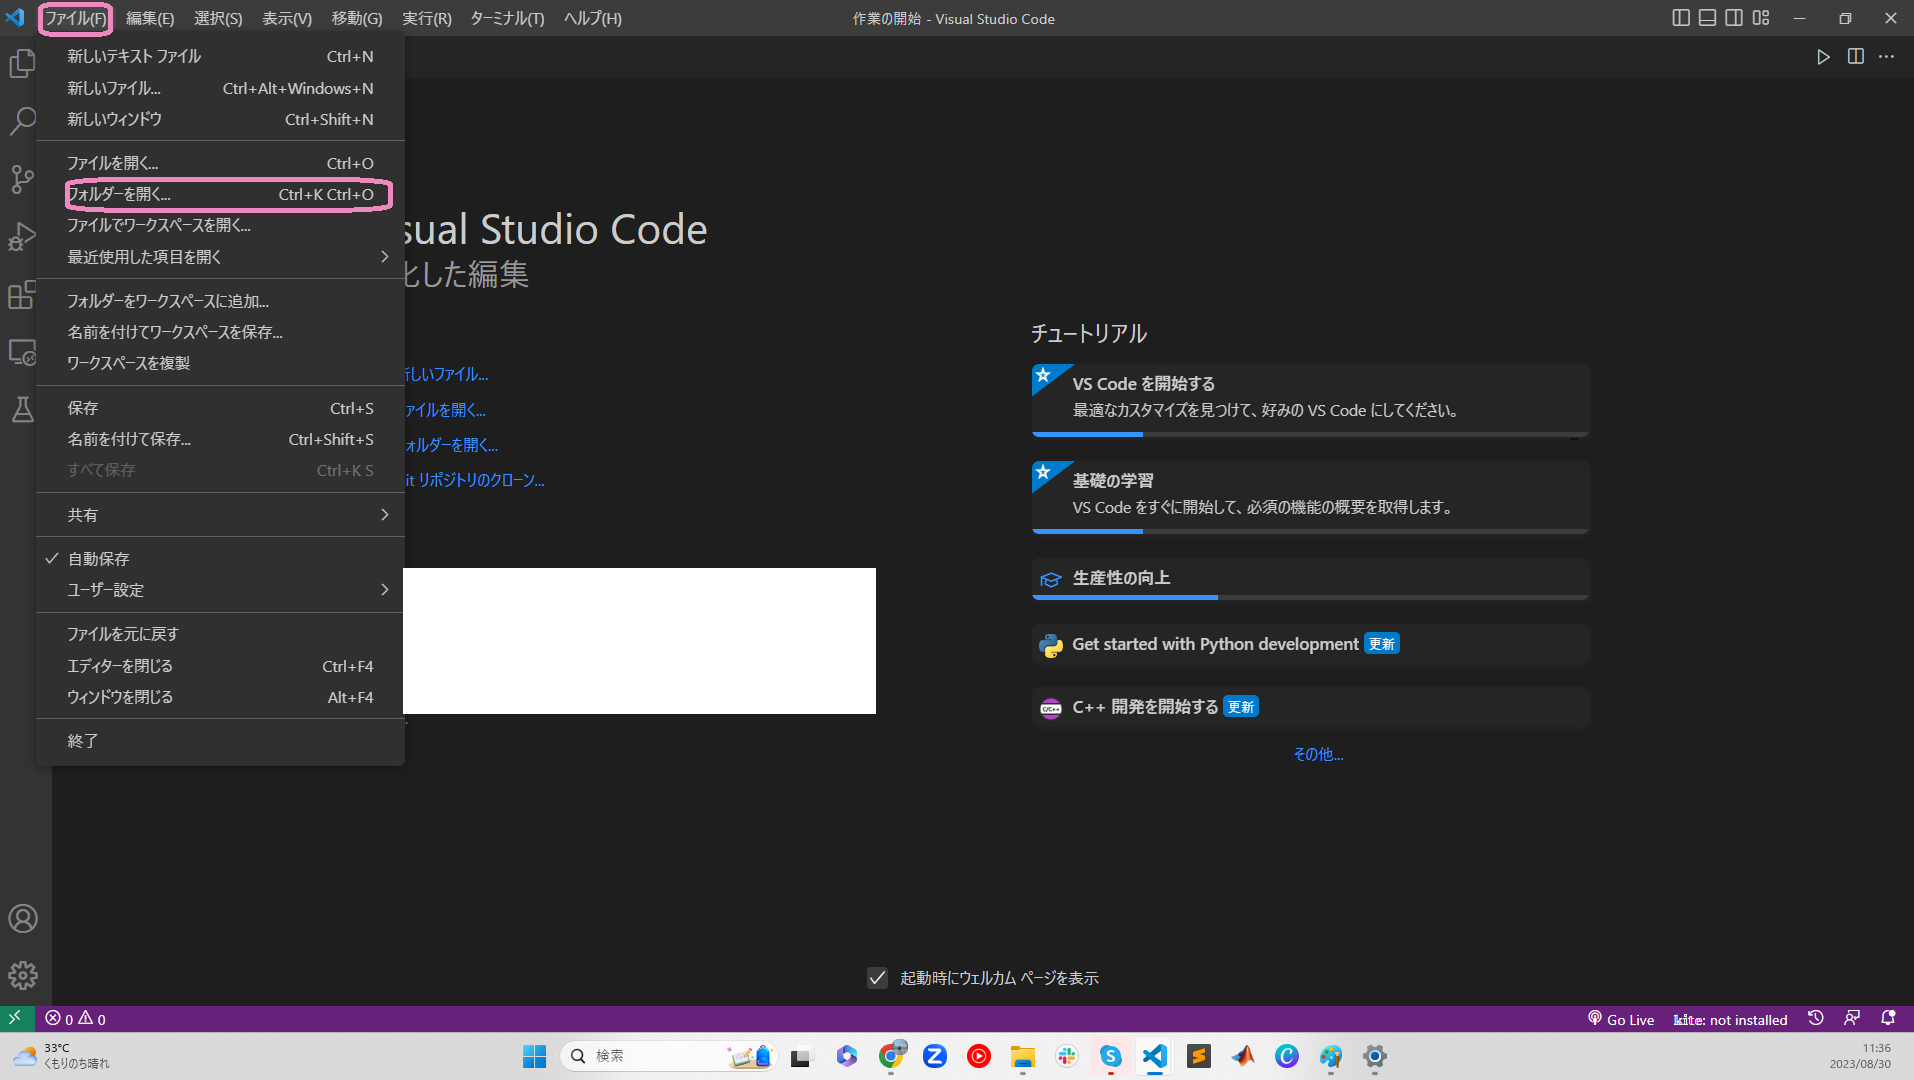 ファイル(F) 編集(E) 選択(S) 表示(V) 移動(G) 実行(R) ターミナル(T) ヘルプ(H) 作業の開始 - Visual Studio Code
新しいテキスト ファイル Ctrl+N
新しいファイル... Ctrl+Alt+Windows+N
新しいウィンドウ Ctrl+Shift+N
ファイルを開く... Ctrl+O
フォルダーを開く... Ctrl+K Ctrl+O
ファイルでワークスペースを開く...
最近使用した項目を開く
フォルダーをワークスペースに追加...
名前を付けてワークスペースを保存...
ワークスペースを複製
保存 Ctrl+S
名前を付けて保存... Ctrl+Shift+S
すべて保存 Ctrl+K S
共有
自動保存
ユーザー設定
ファイルを元に戻す
エディターを閉じる Ctrl+F4
ウィンドウを閉じる Alt+F4
終了
sual Studio Code
化した編集
新しいファイル...
ァイルを開く...
ォルダーを開く...
it リポジトリのクローン...
チュートリアル
VS Code を開始する
最適なカスタマイズを見つけて、好みの VS Code にしてください。
基礎の学習
VS Code をすぐに開始して、必須の機能の概要を取得します。
生産性の向上
Get started with Python development 更新
C/C++ C++ 開発を開始する 更新
その他...
起動時にウェルカム ページを表示
0 0 Go Live kite: not installed
33°C
くもりのち晴れ
検索
11:36
2023/08/30